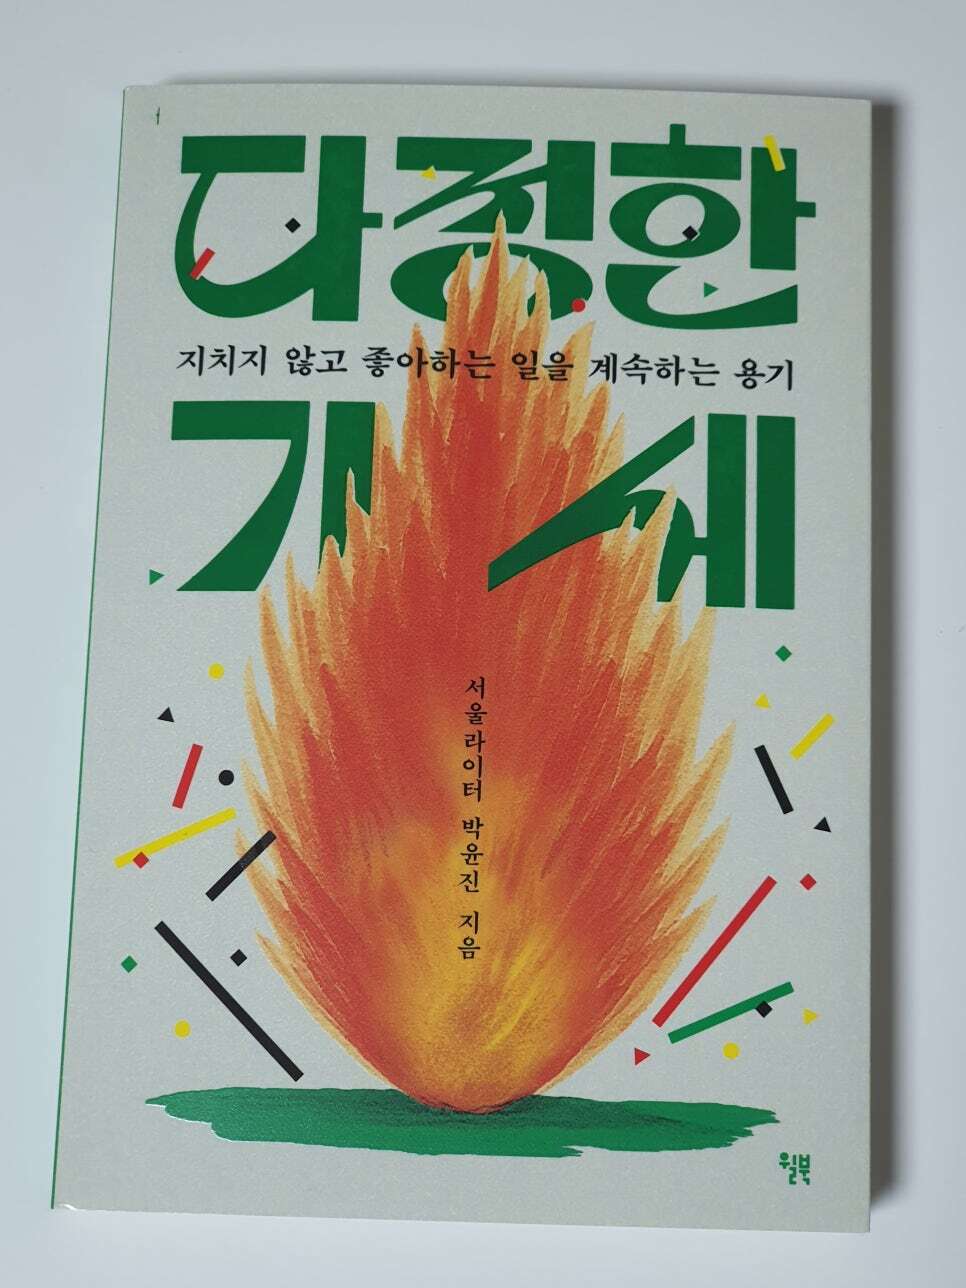 다정한
지치지 않고 좋아하는 일을 계속하는 용기
기세
서울라이터 박윤진 지음
윌북